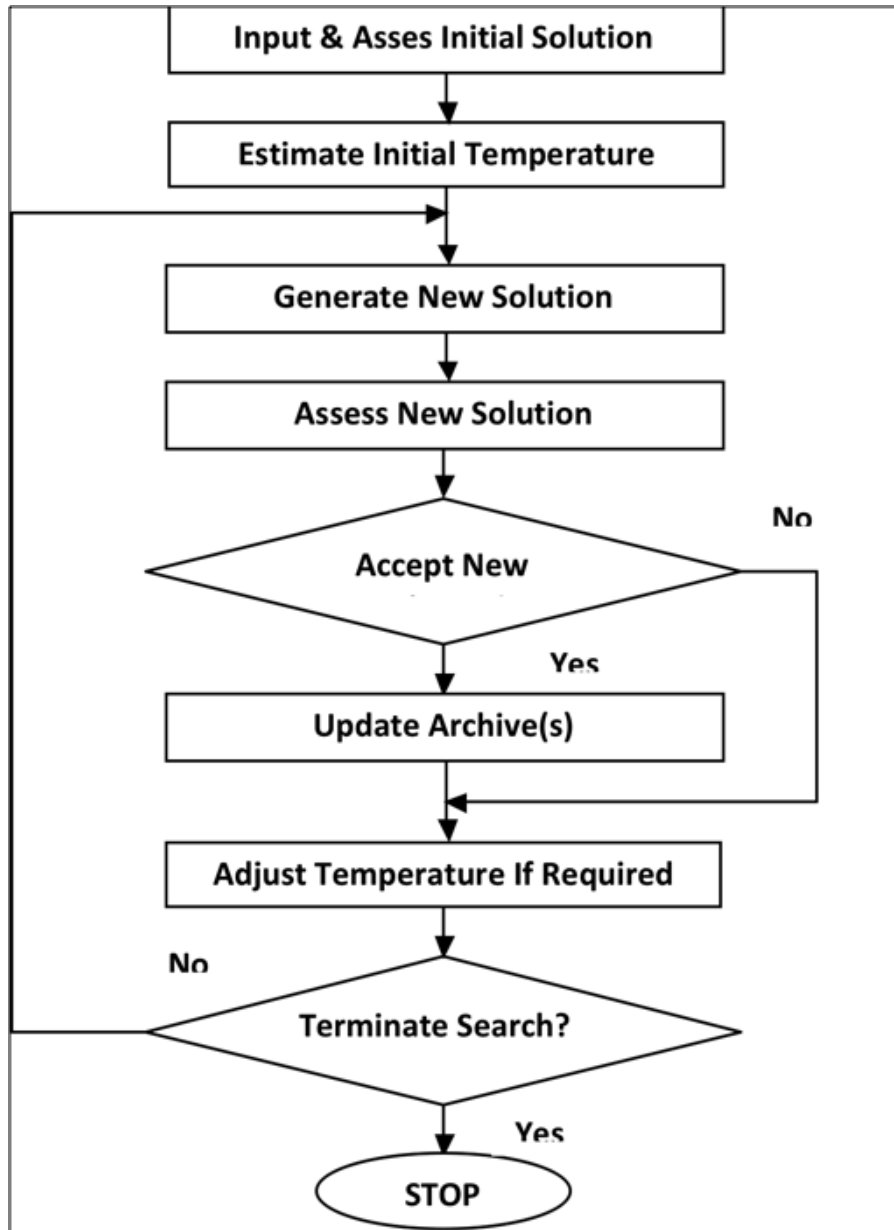 Input & Asses Initial Solution
Estimate Initial Temperature
Generate New Solution
Assess New Solution
No
Accept New
Yes
Update Archive(s)
Adjust Temperature If Required
No
Terminate Search?
Yes
STOP